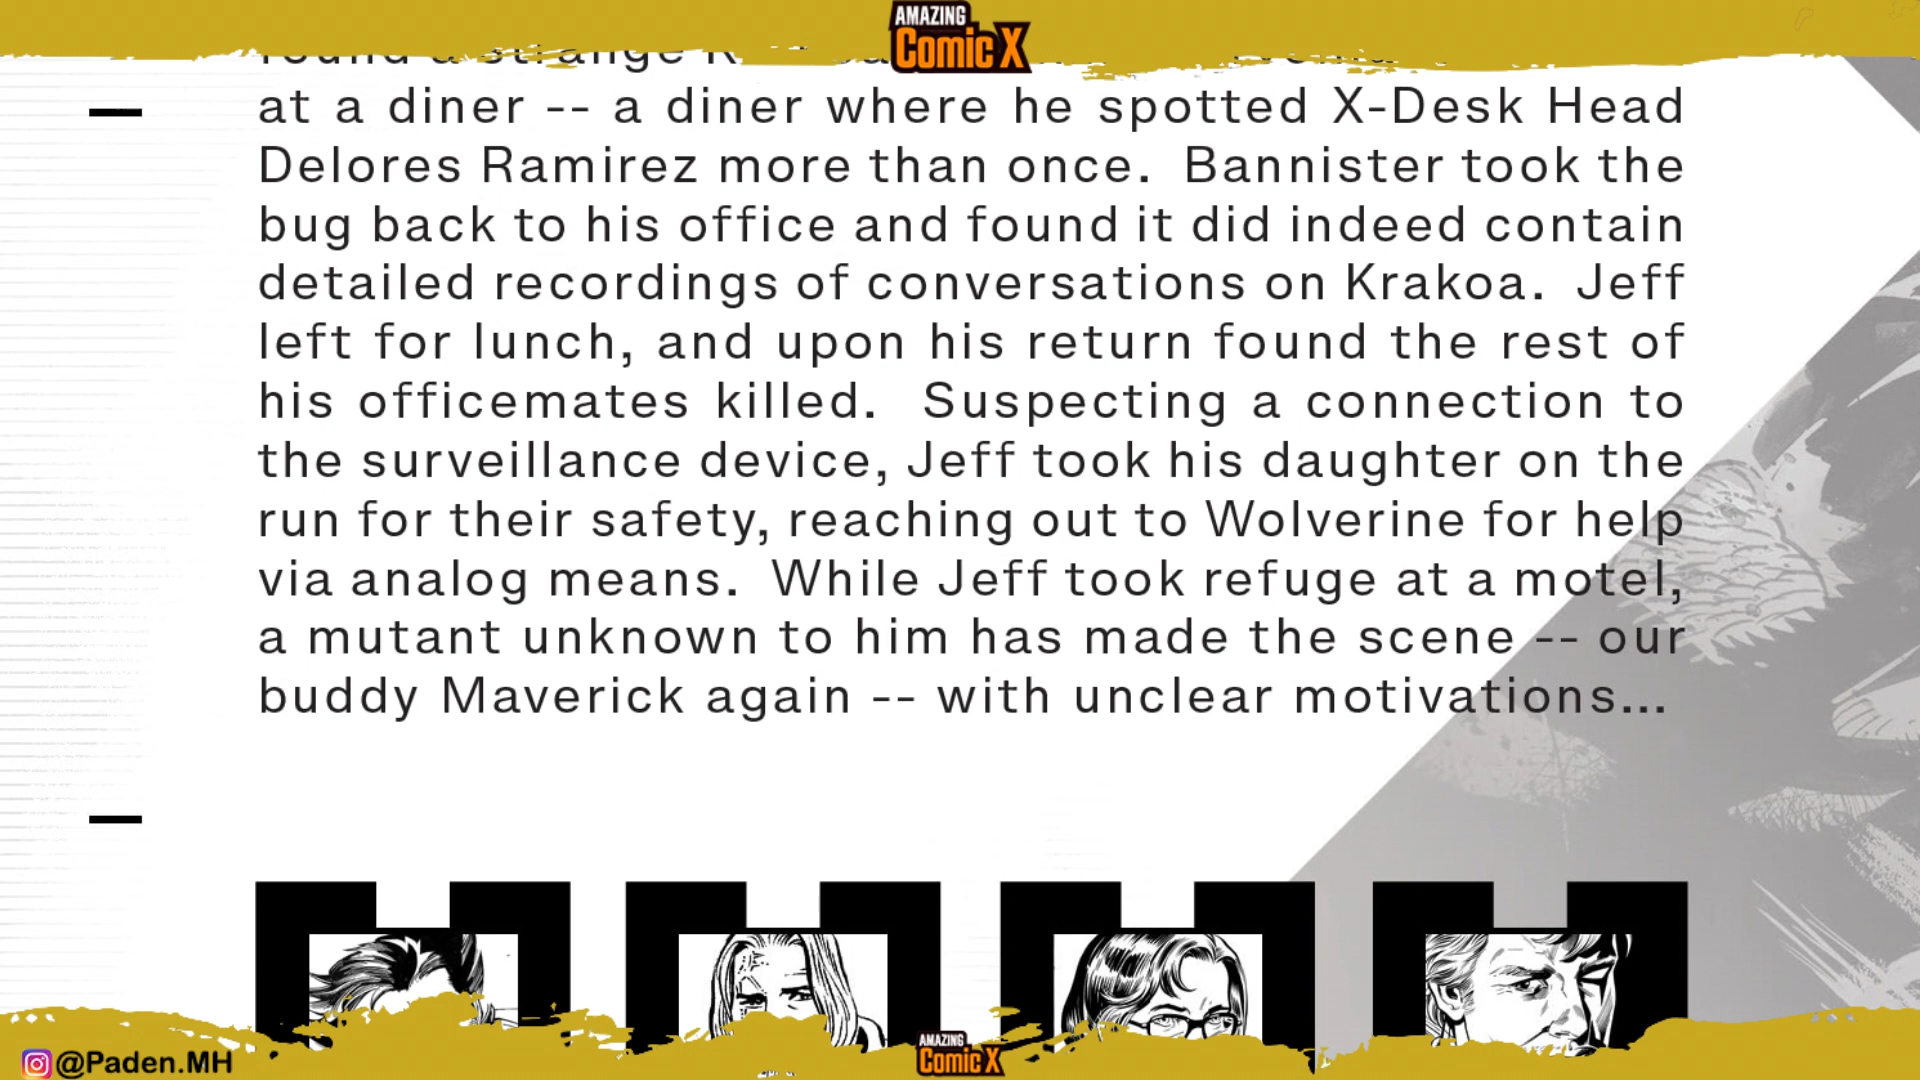 AMAZING
Comic X
found a strange
at a diner -- a diner where he spotted X-Desk Head
Delores Ramirez more than once. Bannister took the
bug back to his office and found it did indeed contain
detailed recordings of conversations on Krakoa. Jeff
left for lunch, and upon his return found the rest of
his officemates killed. Suspecting a connection to
the surveillance device, Jeff took his daughter on the
run for their safety, reaching out to Wolverine for help
via analog means. While Jeff took refuge at a motel,
a mutant unknown to him has made the scene -- our
buddy Maverick again -- with unclear motivations...
AMAZING
Comic X
@Paden.MH